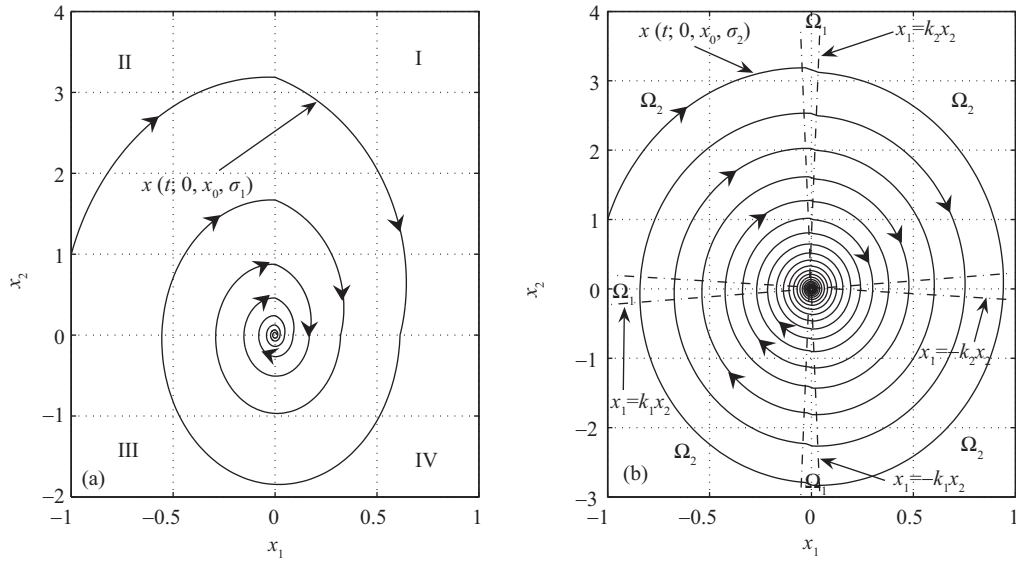 4
II
I
3
2
x (t; 0, x₀, σ₁)
1
x₂
0
−1
III
IV
(a)
−2
−1
−0.5
0
0.5
1
x₁
4
Ω₁
x (t; 0, x₀, σ₂)
x₁=k₂x₂
3
Ω₂
Ω₂
2
1
x₂
0
Ω₁
−1
x₁=−k₂x₂
x₁=k₁x₂
−2
Ω₂
Ω₂
(b)
Ω₁
x₁=−k₁x₂
−3
−1
−0.5
0
0.5
1
x₁